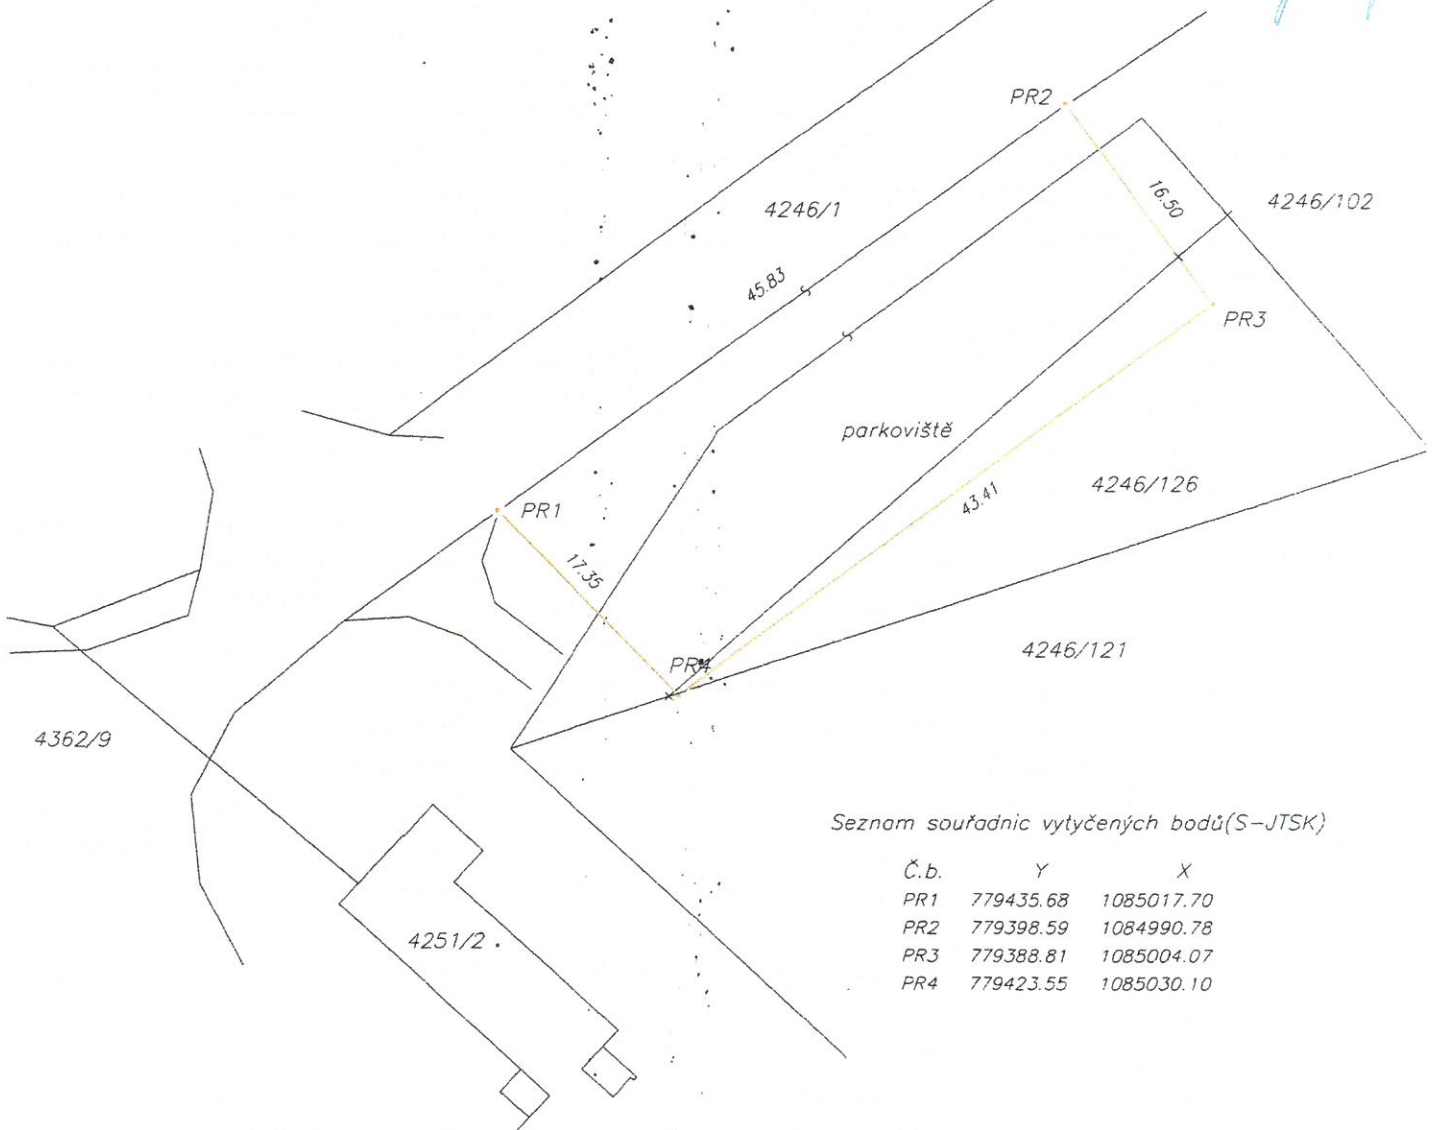 PR2
16.50
4246/102
4246/1
45.83
PR3
parkoviště
4246/126
43.41
PR1
17.35
PR4
4246/121
4362/9
4251/2
Seznam souřadnic vytyčených bodů(S-JTSK)
Č.b. Y X
PR1 779435.68 1085017.70
PR2 779398.59 1084990.78
PR3 779388.81 1085004.07
PR4 779423.55 1085030.10